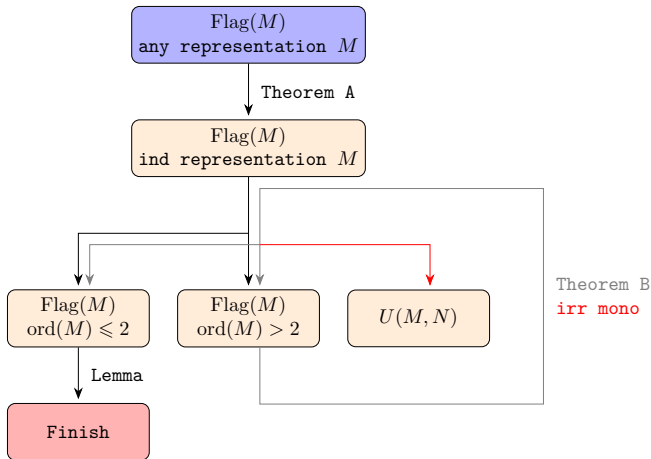 Flag(M)
any representation M
Theorem A
Flag(M)
ind representation M
Theorem B
irr mono
Flag(M)
ord(M) ⩽ 2
Flag(M)
ord(M) > 2
U(M, N)
Lemma
Finish